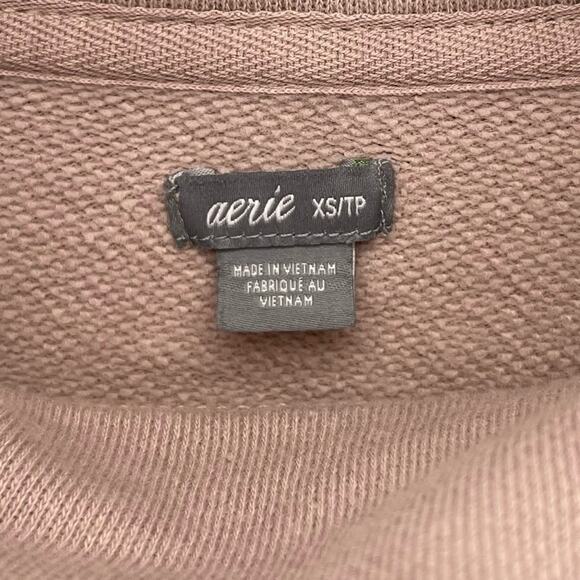 aerie XS/TP
MADE IN VIETNAM
FABRIQUÉ AU
VIETNAM